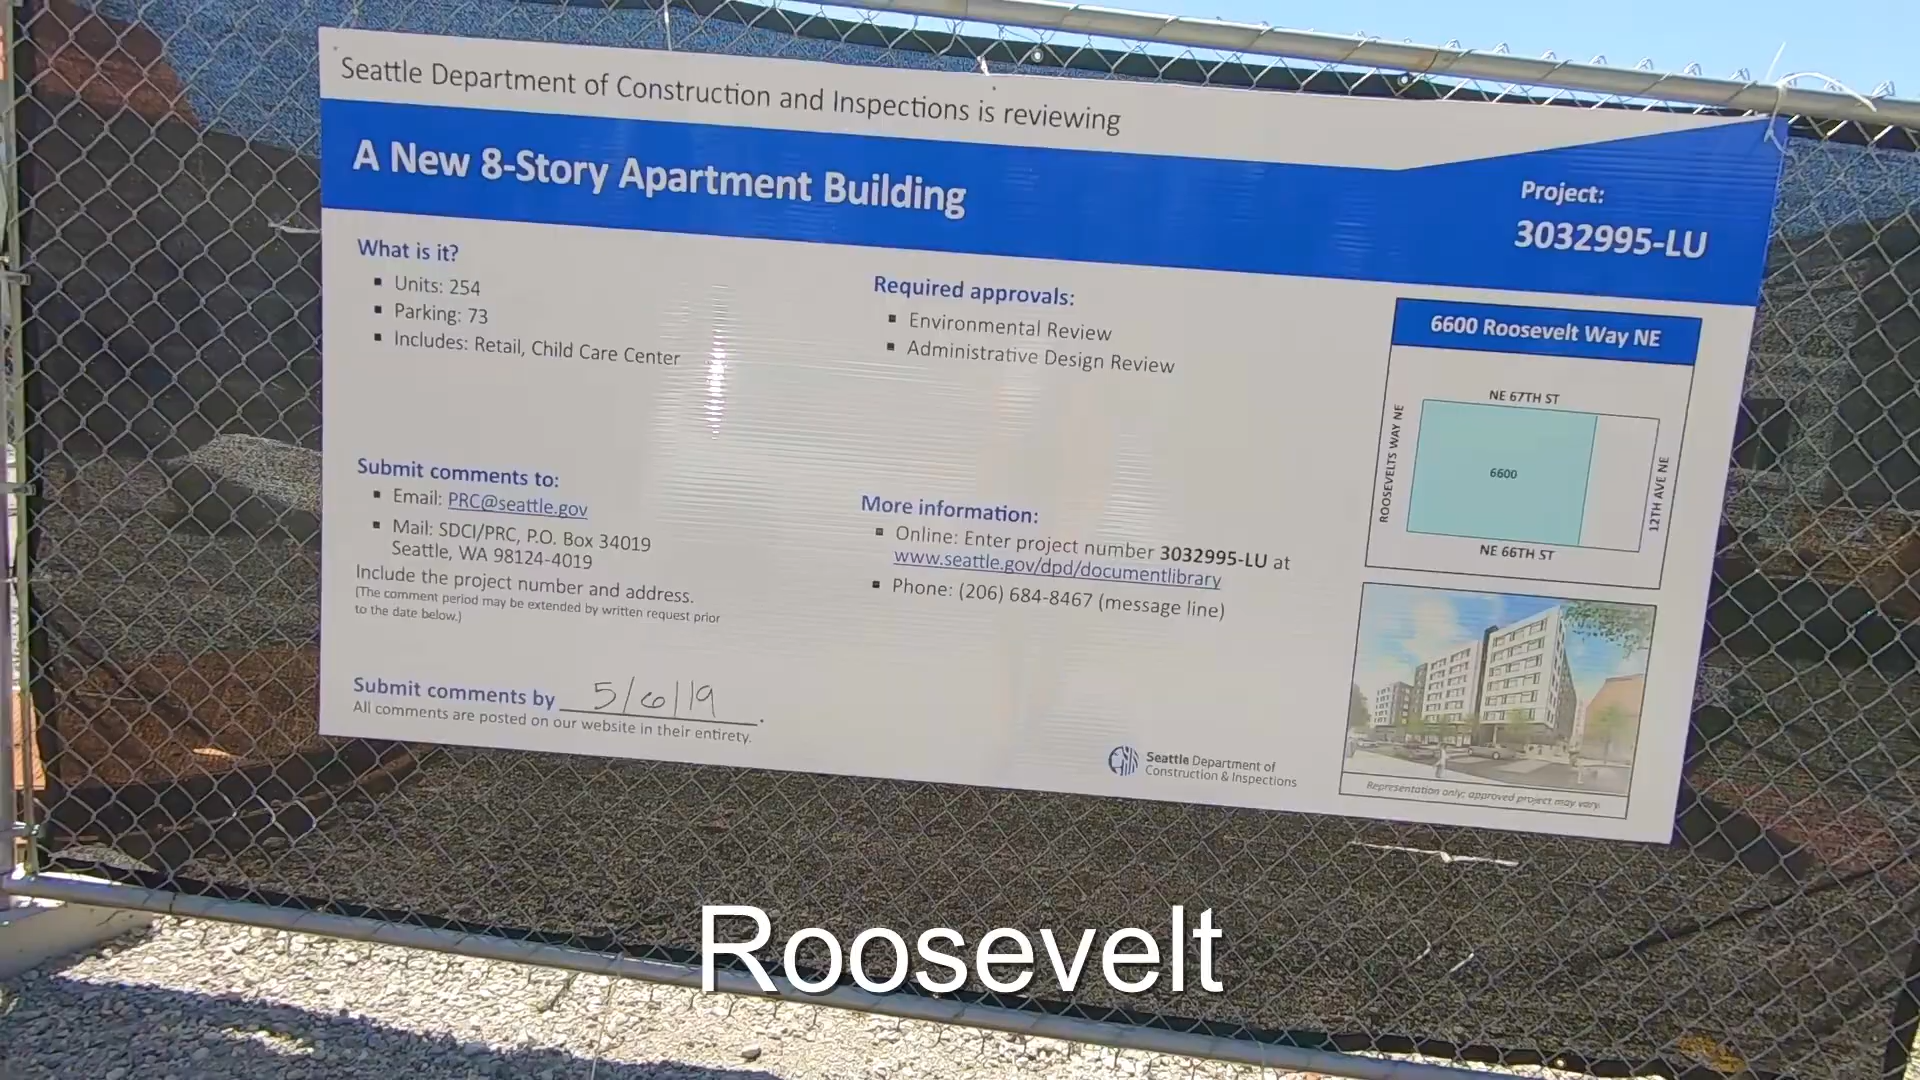 Seattle Department of Construction and Inspections is reviewing
A New 8-Story Apartment Building
Project:
3032995-LU
What is it?
▪ Units: 254
▪ Parking: 73
▪ Includes: Retail, Child Care Center
Required approvals:
▪ Environmental Review
▪ Administrative Design Review
Submit comments to:
▪ Email: PRC@seattle.gov
▪ Mail: SDCI/PRC, P.O. Box 34019
Seattle, WA 98124-4019
Include the project number and address.
(The comment period may be extended by written request prior
to the date below.)
Submit comments by 5/6/19.
All comments are posted on our website in their entirety.
More information:
▪ Online: Enter project number 3032995-LU at
www.seattle.gov/dpd/documentlibrary
▪ Phone: (206) 684-8467 (message line)
Seattle Department of
Construction & Inspections
6600 Roosevelt Way NE
NE 67TH ST
ROOSEVELTS WAY NE
6600
12TH AVE NE
NE 66TH ST
Representation only; approved project may vary.
Roosevelt